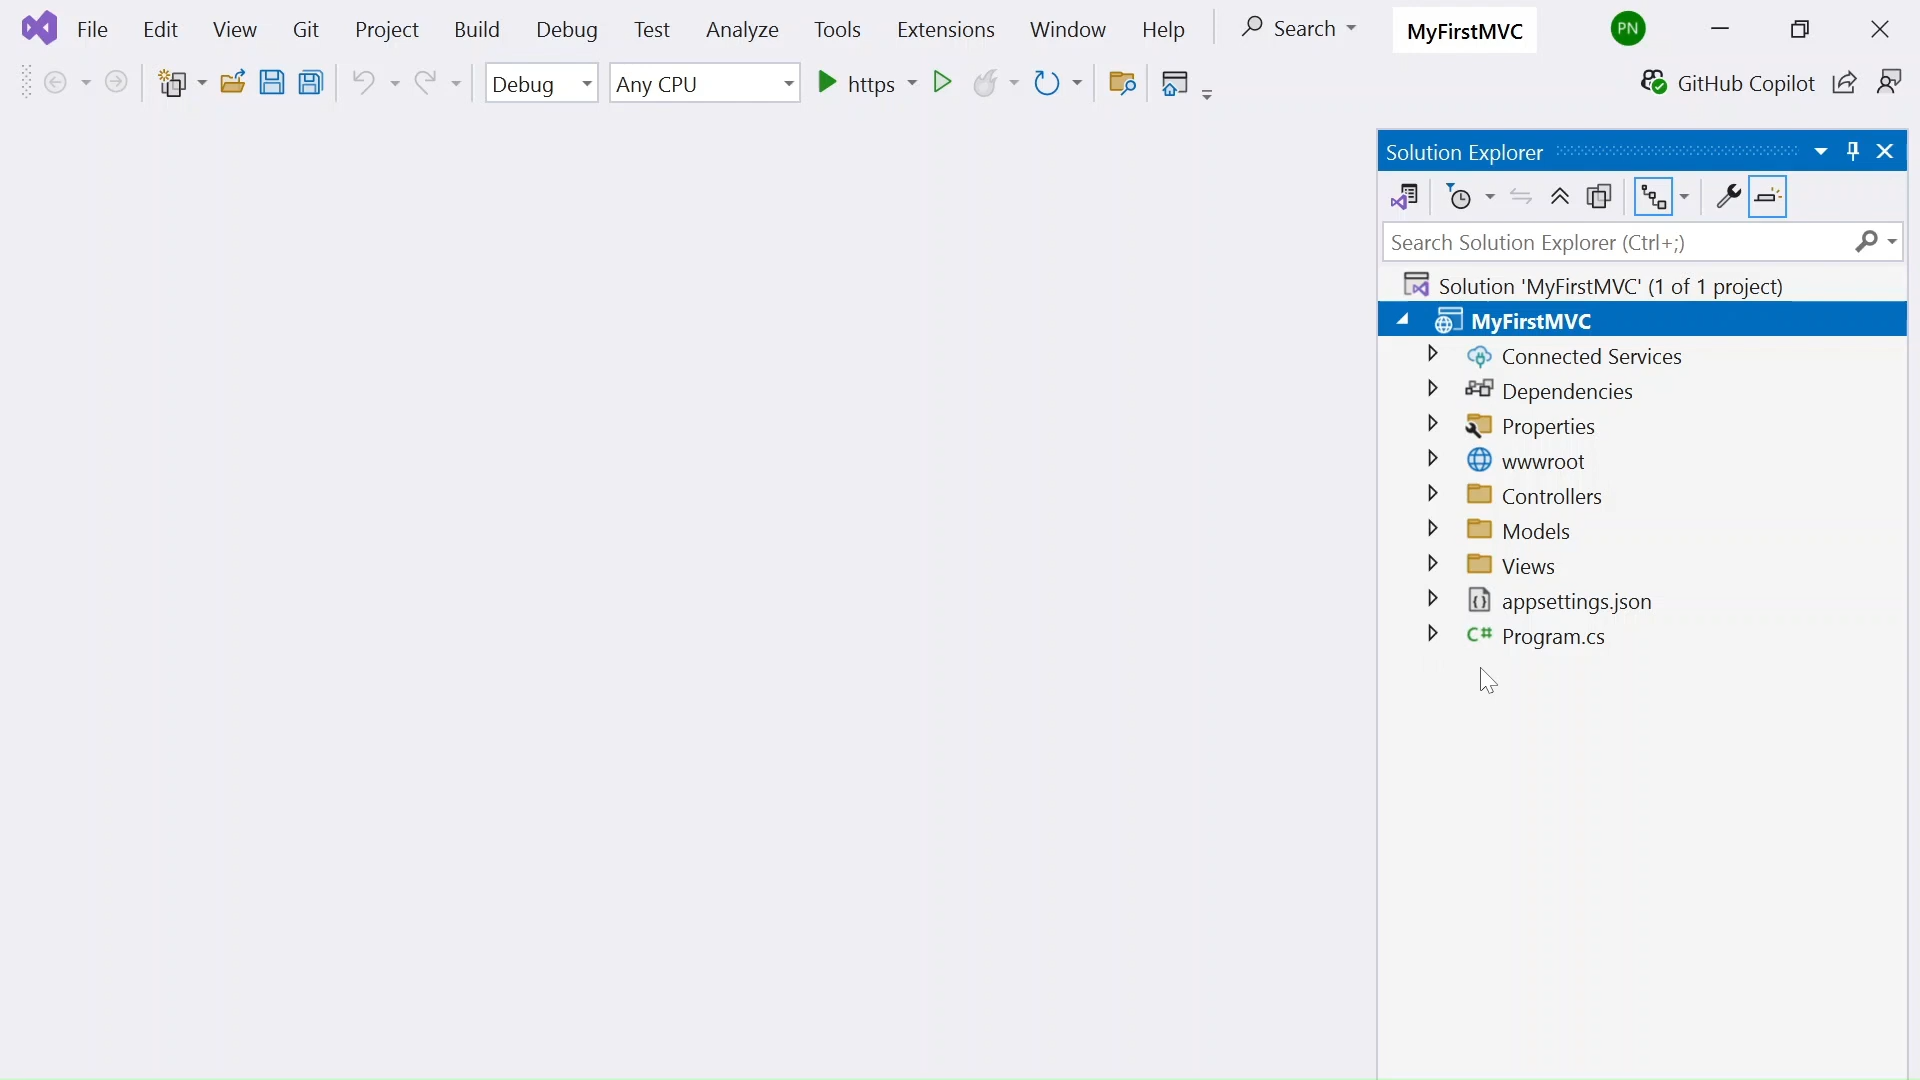 File Edit View Git Project Build Debug Test Analyze Tools Extensions Window Help Search MyFirstMVC PN
Debug Any CPU https GitHub Copilot
Solution Explorer
Search Solution Explorer (Ctrl+;)
Solution 'MyFirstMVC' (1 of 1 project)
MyFirstMVC
Connected Services
Dependencies
Properties
wwwroot
Controllers
Models
Views
appsettings.json
C# Program.cs